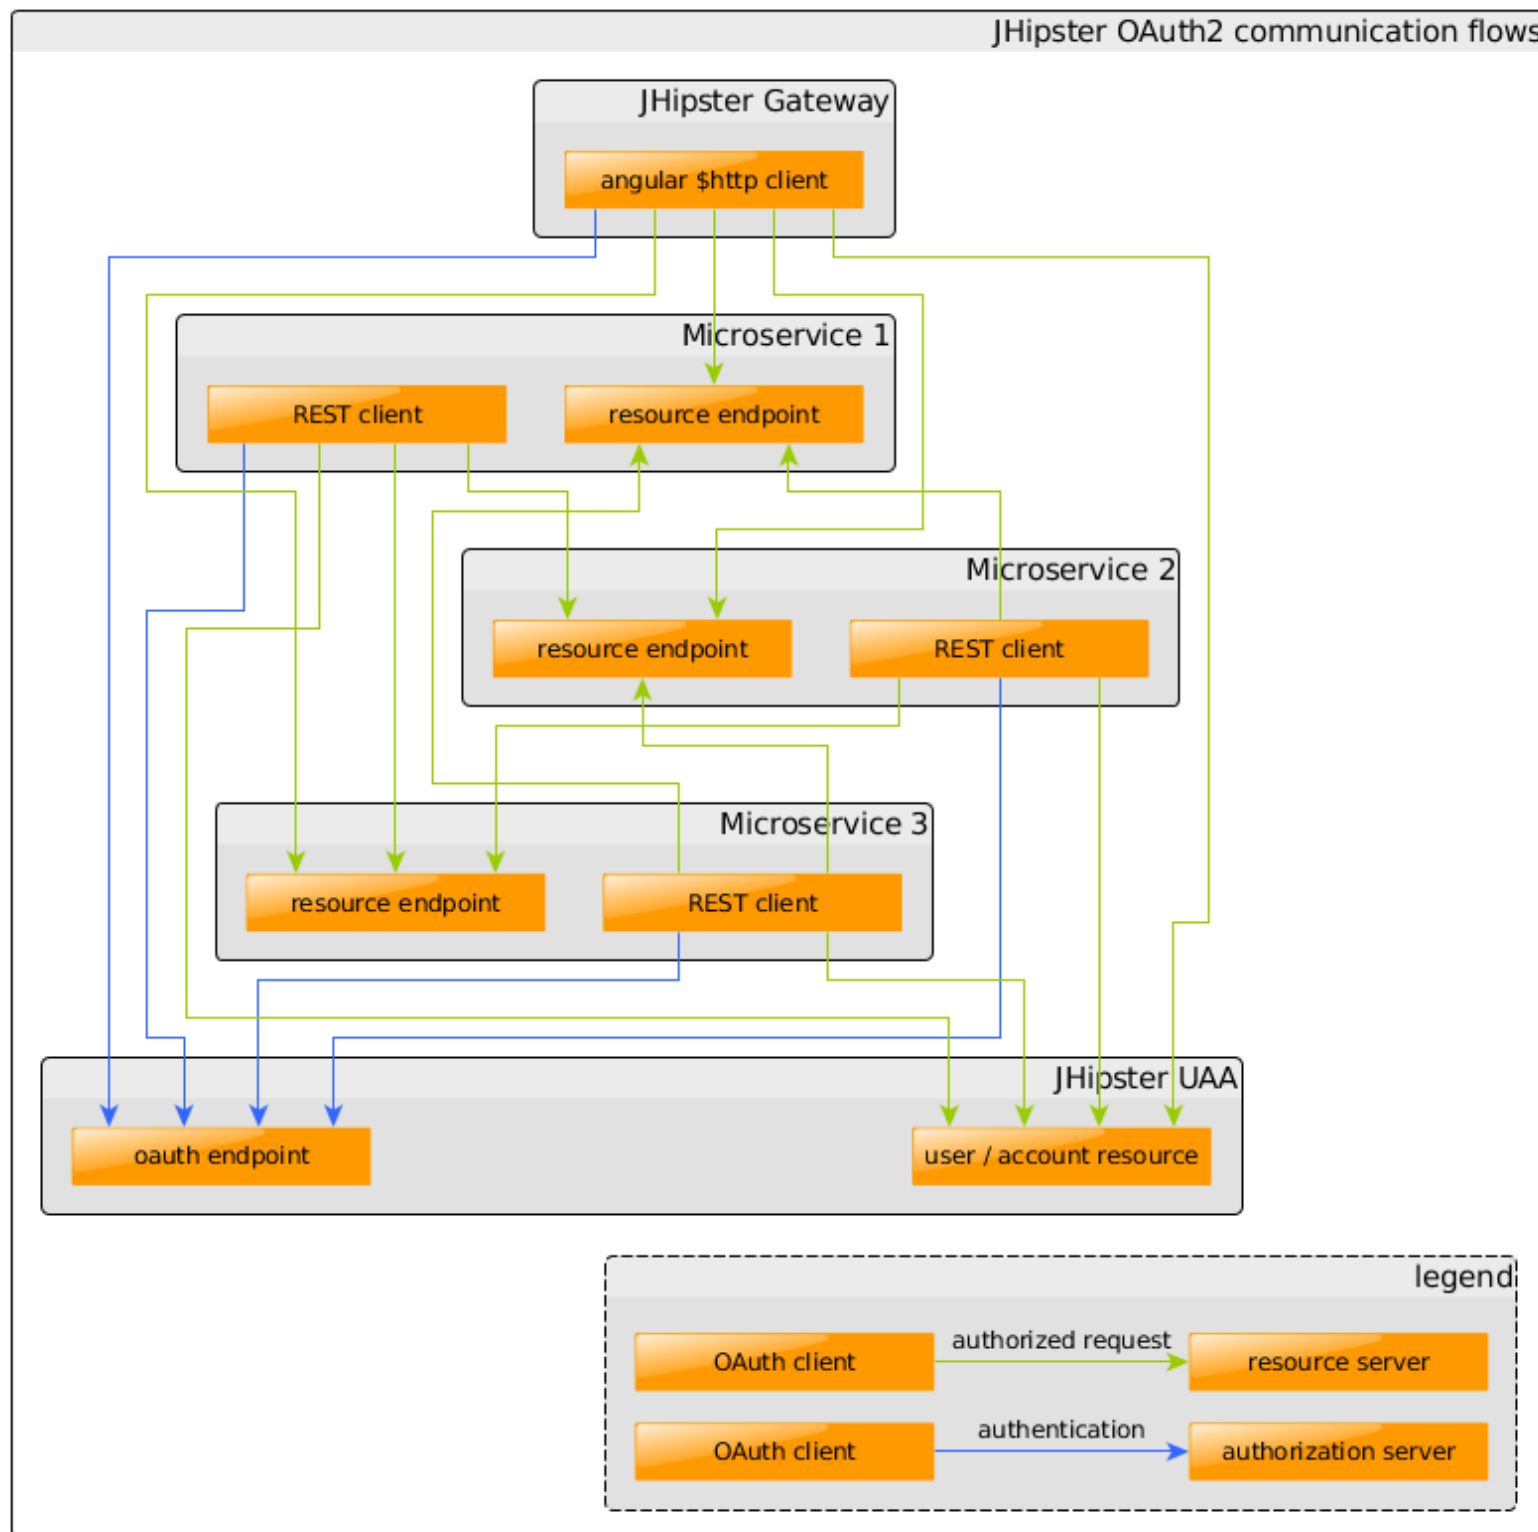 JHipster OAuth2 communication flows
JHipster Gateway
angular $http client
Microservice 1
REST client
resource endpoint
Microservice 2
resource endpoint
REST client
Microservice 3
resource endpoint
REST client
JHipster UAA
oauth endpoint
user / account resource
legend
OAuth client
authorized request
resource server
OAuth client
authentication
authorization server